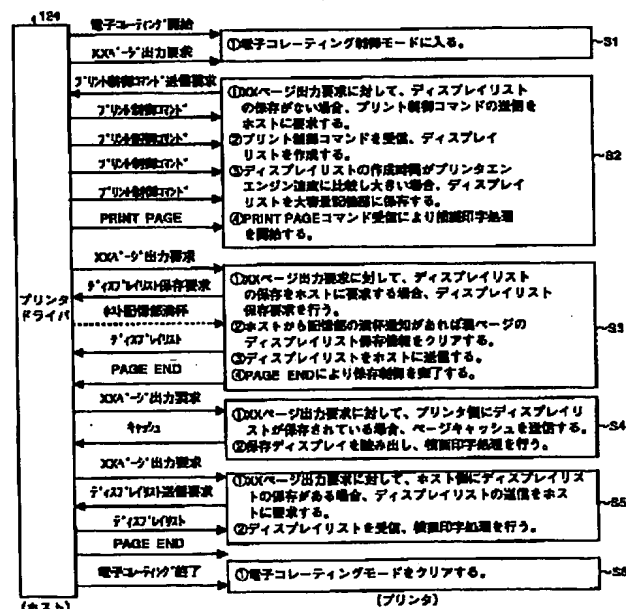 124
電子コレーティング開始
XXページ出力要求
①電子コレーティング制御モードに入る。
S1
プリント制御コマンド送信要求
プリント制御コマンド
プリント制御コマンド
プリント制御コマンド
プリント制御コマンド
PRINT PAGE
①XXページ出力要求に対して、ディスプレイリスト
の保存がない場合、プリント制御コマンドの送信を
ホストに要求する。
②プリント制御コマンドを受信、ディスプレイ
リストを作成する。
③ディスプレイリストの作成時間がプリンタエン
エンジン速度に比較し大きい場合、ディスプレイ
リストを大容量記憶部に保存する。
④PRINT PAGEコマンド受信により描画印字処理
を開始する。
S2
XXページ出力要求
ディスプレイリスト保存要求
ホスト記憶部満杯
ディスプレイリスト
PAGE END
①XXページ出力要求に対して、ディスプレイリスト
の保存をホストに要求する場合、ディスプレイリスト
保存要求を行う。
②ホストから記憶部の満杯通知があれば現ページの
ディスプレイリスト保存情報をクリアする。
③ディスプレイリストをホストに送信する。
④PAGE ENDにより保存制御を完了する。
S3
プリンタ
ドライバ
XXページ出力要求
キャッシュ
①XXページ出力要求に対して、プリンタ側にディスプレイリ
ストが保存されている場合、ページキャッシュを送信する。
②保存ディスプレイを読み出し、描画印字処理を行う。
S4
XXページ出力要求
ディスプレイリスト送信要求
ディスプレイリスト
PAGE END
①XXページ出力要求に対して、ホスト側にディスプレイリス
トの保存がある場合、ディスプレイリストの送信をホス
トに要求する。
②ディスプレイリストを受信、描画印字処理を行う。
S5
電子コレーティング終了
①電子コレーティングモードをクリアする。
S6
(ホスト)
(プリンタ)